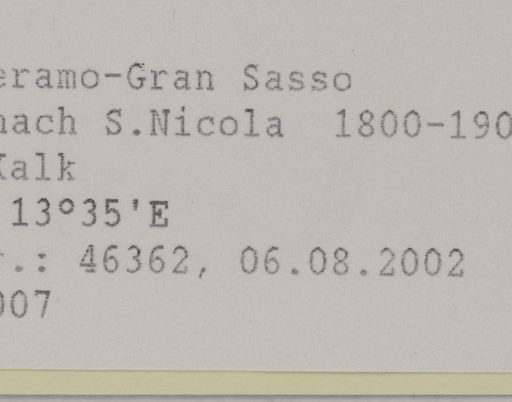 eramo-Gran Sasso
nach S.Nicola 1800-190
Kalk
13°35'E
r.: 46362, 06.08.2002
007